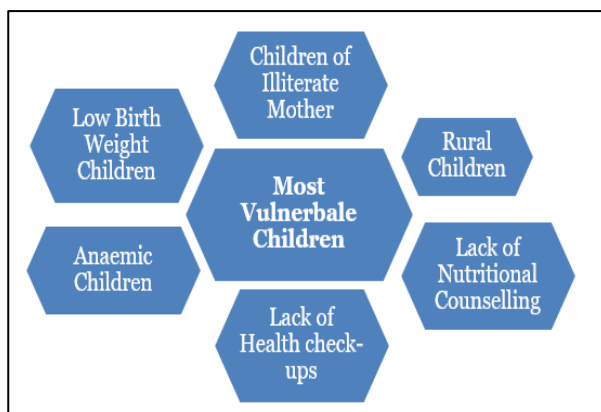 Children of
Illiterate
Mother
Low Birth
Weight
Children
Rural
Children
Most
Vulnerbale
Children
Anaemic
Children
Lack of
Nutritional
Counselling
Lack of
Health check-
ups